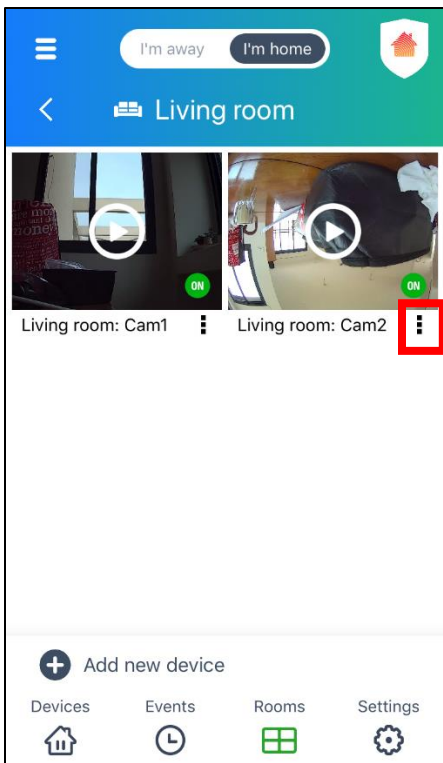 I'm away
I'm home
Living room
money
ON
ON
Living room: Cam1
Living room: Cam2
Add new device
Devices
Events
Rooms
Settings